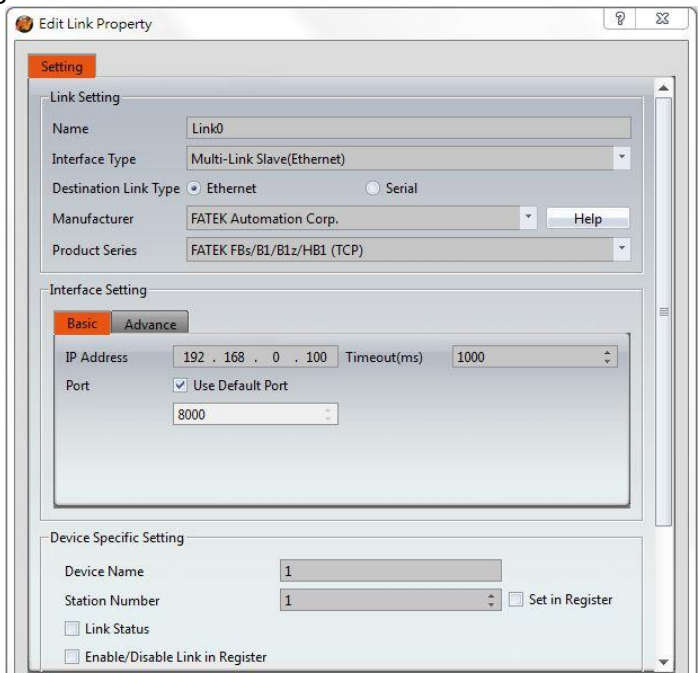 Edit Link Property
Setting
Link Setting
Name Link0
Interface Type Multi-Link Slave(Ethernet)
Destination Link Type Ethernet Serial
Manufacturer FATEK Automation Corp. Help
Product Series FATEK FBs/B1/B1z/HB1 (TCP)
Interface Setting
Basic Advance
IP Address 192 . 168 . 0 . 100 Timeout(ms) 1000
Port Use Default Port
8000
Device Specific Setting
Device Name 1
Station Number 1 Set in Register
Link Status
Enable/Disable Link in Register